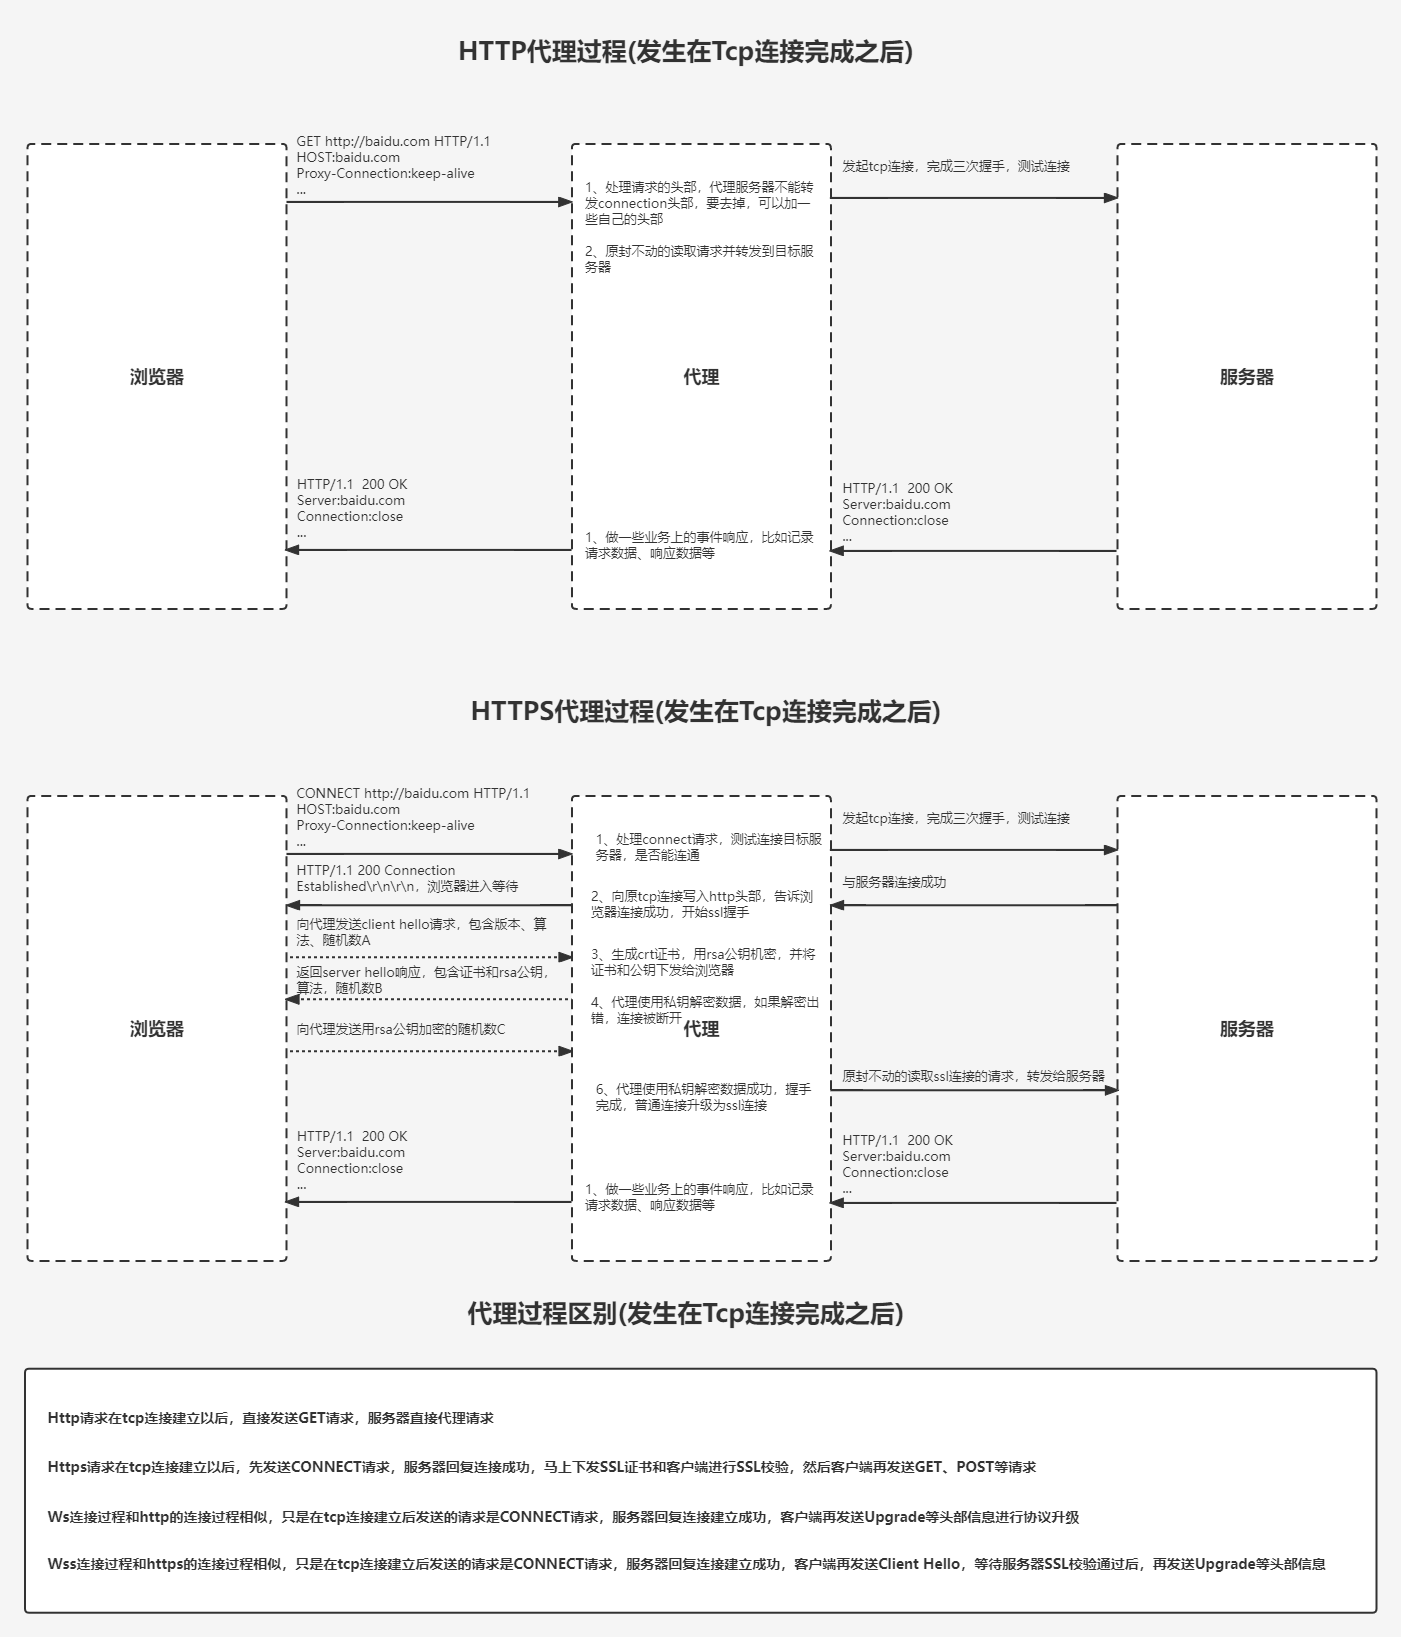 HTTP代理过程(发生在Tcp连接完成之后)
GET http://baidu.com HTTP/1.1
HOST:baidu.com
Proxy-Connection:keep-alive
...
1、处理请求的头部，代理服务器不能转
发connection头部，要去掉，可以加一
些自己的头部
2、原封不动的读取请求并转发到目标服
务器
发起tcp连接，完成三次握手，测试连接
浏览器
代理
服务器
HTTP/1.1  200 OK
Server:baidu.com
Connection:close
...
1、做一些业务上的事件响应，比如记录
请求数据、响应数据等
HTTP/1.1  200 OK
Server:baidu.com
Connection:close
...
HTTPS代理过程(发生在Tcp连接完成之后)
CONNECT http://baidu.com HTTP/1.1
HOST:baidu.com
Proxy-Connection:keep-alive
...
1、处理connect请求，测试连接目标服
务器，是否能连通
发起tcp连接，完成三次握手，测试连接
HTTP/1.1 200 Connection
Established\r\n\r\n，浏览器进入等待
2、向原tcp连接写入http头部，告诉浏
览器连接成功，开始ssl握手
与服务器连接成功
向代理发送client hello请求，包含版本、算
法、随机数A
3、生成crt证书，用rsa公钥机密，并将
证书和公钥下发给浏览器
返回server hello响应，包含证书和rsa公钥，
算法，随机数B
4、代理使用私钥解密数据，如果解密出
错，连接被断开
浏览器
向代理发送用rsa公钥加密的随机数C
代理
服务器
6、代理使用私钥解密数据成功，握手
完成，普通连接升级为ssl连接
原封不动的读取ssl连接的请求，转发给服务器
HTTP/1.1  200 OK
Server:baidu.com
Connection:close
...
1、做一些业务上的事件响应，比如记录
请求数据、响应数据等
HTTP/1.1  200 OK
Server:baidu.com
Connection:close
...
代理过程区别(发生在Tcp连接完成之后)
Http请求在tcp连接建立以后，直接发送GET请求，服务器直接代理请求
Https请求在tcp连接建立以后，先发送CONNECT请求，服务器回复连接成功，马上下发SSL证书和客户端进行SSL校验，然后客户端再发送GET、POST等请求
Ws连接过程和http的连接过程相似，只是在tcp连接建立后发送的请求是CONNECT请求，服务器回复连接建立成功，客户端再发送Upgrade等头部信息进行协议升级
Wss连接过程和https的连接过程相似，只是在tcp连接建立后发送的请求是CONNECT请求，服务器回复连接建立成功，客户端再发送Client Hello，等待服务器SSL校验通过后，再发送Upgrade等头部信息